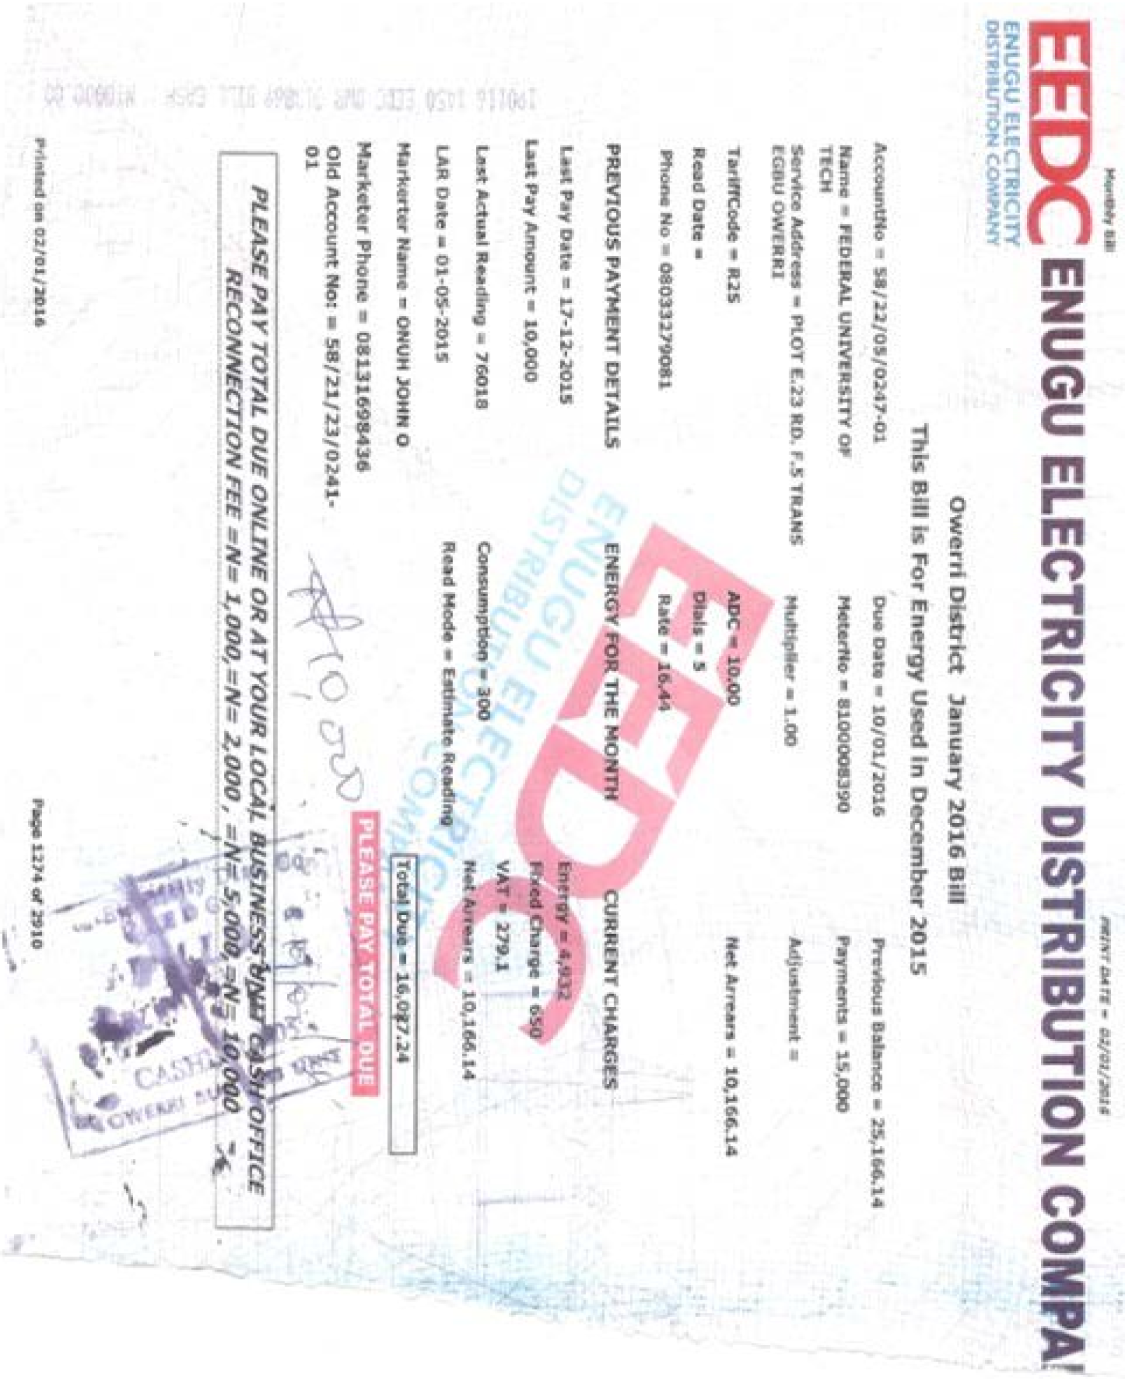 Monthly Bill
PRINT DATE = 02/01/2016
EEDC ENUGU ELECTRICITY DISTRIBUTION COMPA
ENUGU ELECTRICITY
DISTRIBUTION COMPANY
Owerri District January 2016 Bill
This Bill is For Energy Used in December 2015
AccountNo = 58/22/05/0247-01 Due Date = 10/01/2016 Previous Balance = 25,166.14
Name = FEDERAL UNIVERSITY OF TECH MeterNo = 8100008390 Payments = 15,000
Service Address = PLOT E.23 RD. F.5 TRANS EGBU OWERRI Multiplier = 1.00 Adjustment =
TariffCode = R25 ADC = 10.00 Net Arrears = 10,166.14
Read Date = Dials = 5
Phone No = 08033279081 Rate = 16.44
PREVIOUS PAYMENT DETAILS ENERGY FOR THE MONTH CURRENT CHARGES
EEDC
ENUGU ELECTRICITY
DISTRIBUTION COMPANY
Last Pay Date = 17-12-2015 Energy = 4,932
Last Pay Amount = 10,000 Fixed Charge = 650
VAT = 279.1
Last Actual Reading = 76018 Consumption = 300 Net Arrears = 10,166.14
LAR Date = 01-05-2015 Read Mode = Estimate Reading
Markerter Name = ONUH JOHN O Total Due = 16,027.24
Marketer Phone = 08131698436 PLEASE PAY TOTAL DUE
Old Account No: = 58/21/23/0241-
01
10,000
PLEASE PAY TOTAL DUE ONLINE OR AT YOUR LOCAL BUSINESS UNIT CASH OFFICE
RECONNECTION FEE =N= 1,000,=N= 2,000 , =N= 5,000,=N= 10,000
OWERRI
Printed on 02/01/2016 Page 1274 of 2910